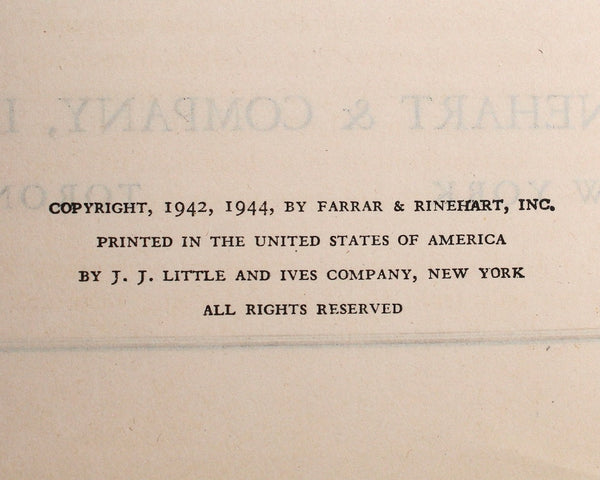 COPYRIGHT, 1942, 1944, BY FARRAR & RINEHART, INC.
PRINTED IN THE UNITED STATES OF AMERICA
BY J. J. LITTLE AND IVES COMPANY, NEW YORK
ALL RIGHTS RESERVED